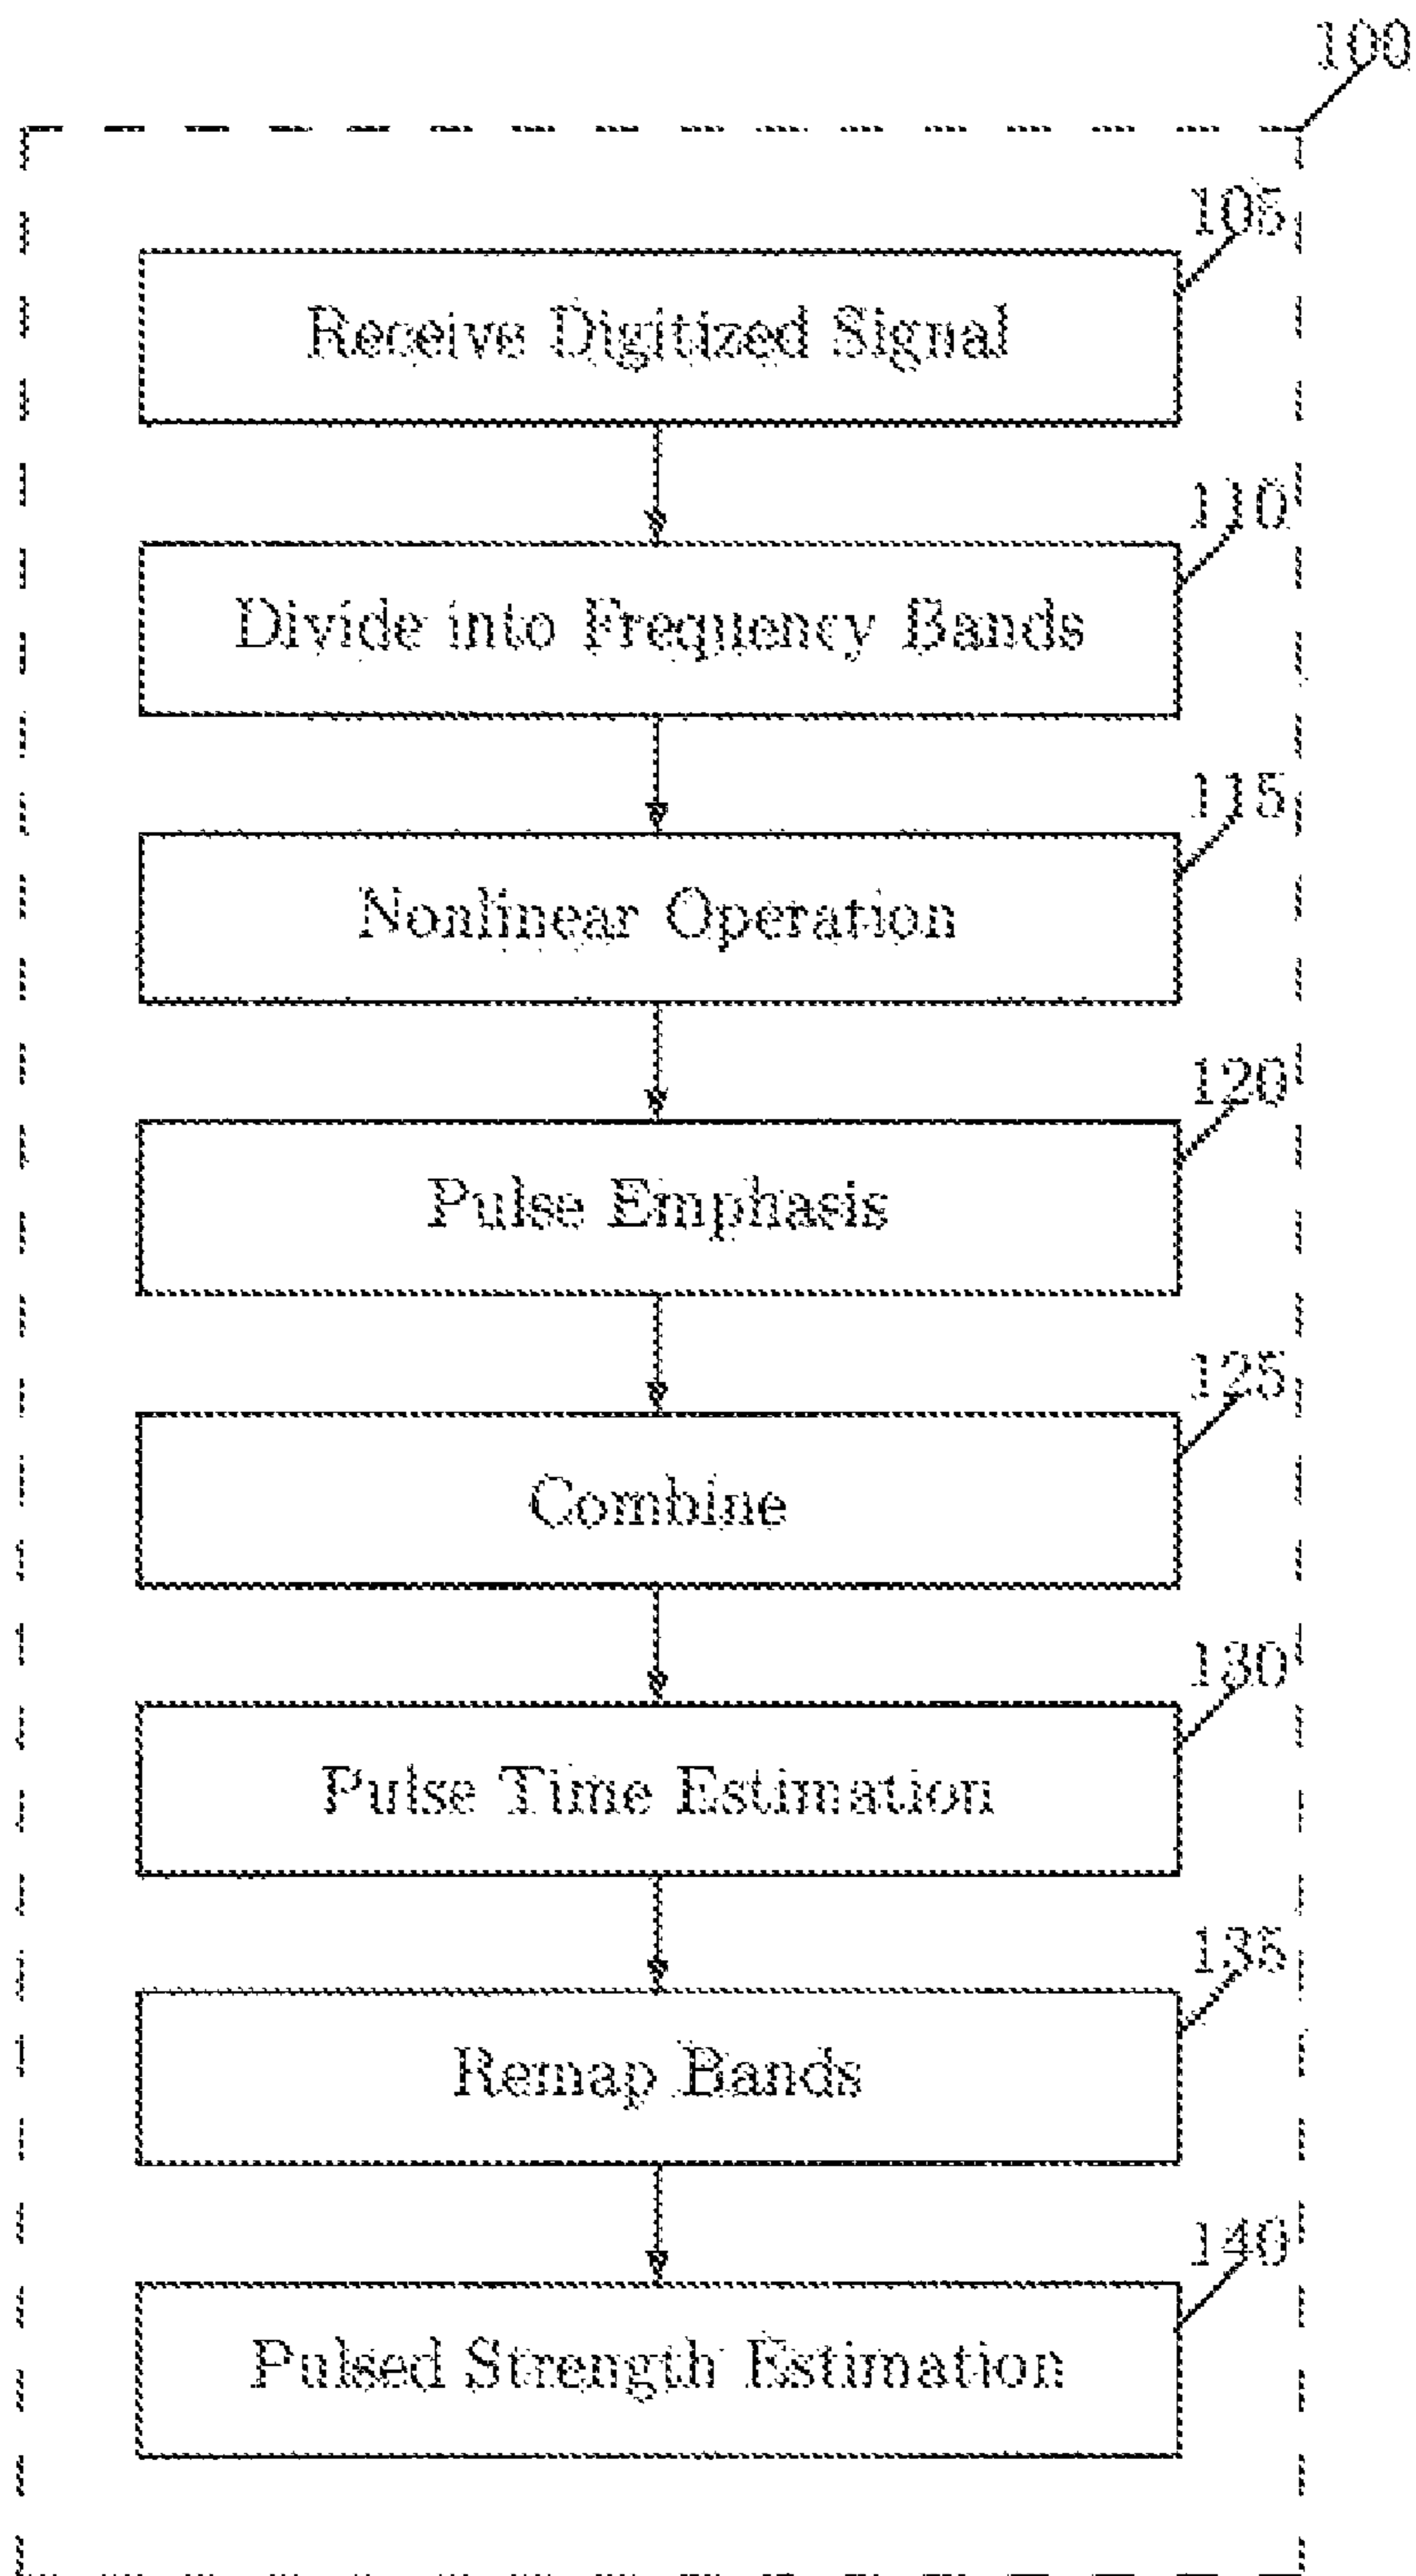 100
105
Receive Digitized Signal
110
Divide into Frequency Bands
115
Nonlinear Operation
120
Pulse Emphasis
125
Combine
130
Pulse Time Estimation
135
Remap Bands
140
Pulsed Strength Estimation